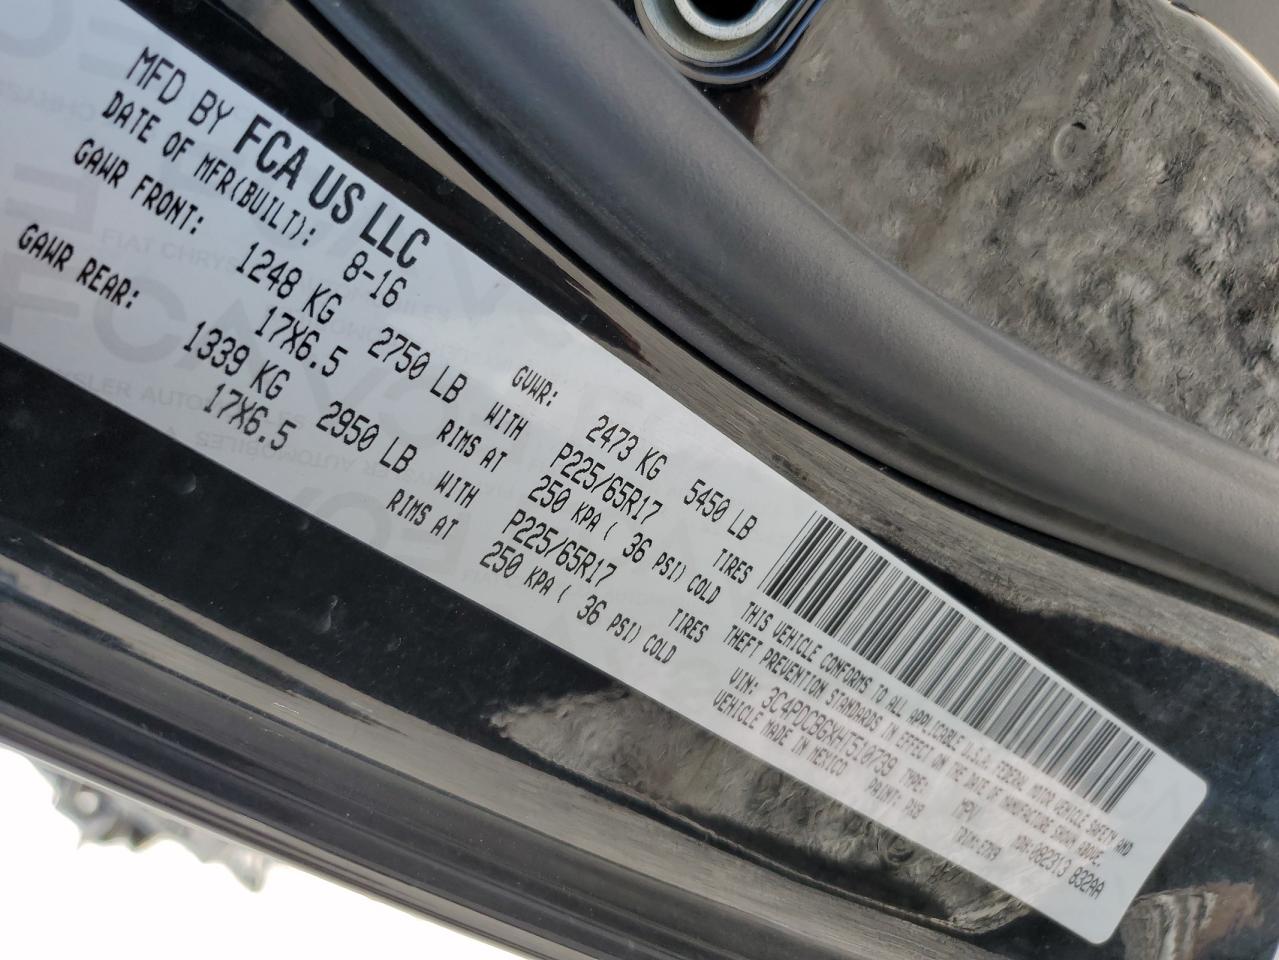 MFD BY FCA US LLC
DATE OF MFR(BUILT): 8-16 GVWR: 2473 KG 5450 LB
GAWR FRONT: 1248 KG 2750 LB WITH P225/65R17 TIRES
17X6.5 RIMS AT 250 KPA ( 36 PSI) COLD
GAWR REAR: 1339 KG 2950 LB WITH P225/65R17 TIRES
17X6.5 RIMS AT 250 KPA ( 36 PSI) COLD
THIS VEHICLE CONFORMS TO ALL APPLICABLE U.S.A. FEDERAL MOTOR VEHICLE SAFETY AND
THEFT PREVENTION STANDARDS IN EFFECT ON THE DATE OF MANUFACTURE SHOWN ABOVE.
VIN: 3C4PDCBGXHT510739 TYPE: MPV MDH:082313 832AA
VEHICLE MADE IN MEXICO PAINT: PX8 TRIM: